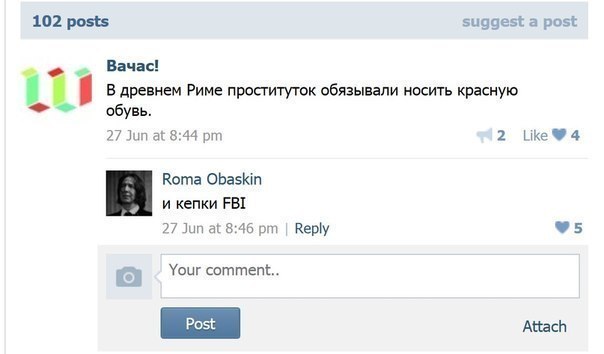 102 posts
suggest a post
Вачас!
В древнем Риме проституток обязывали носить красную
обувь.
27 Jun at 8:44 pm
2 Like 4
Roma Obaskin
и кепки FBI
27 Jun at 8:46 pm | Reply
5
Your comment..
Post
Attach